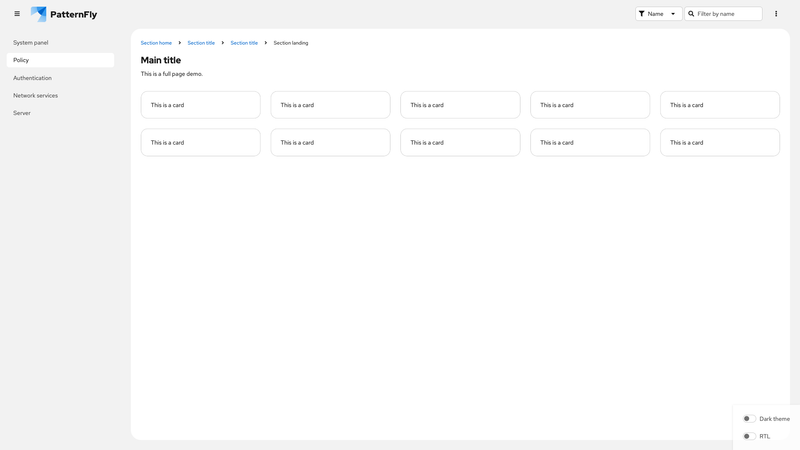 PatternFly
Name
Filter by name
System panel
Policy
Authentication
Network services
Server
Section home
Section title
Section title
Section landing
Main title
This is a full page demo.
This is a card
This is a card
This is a card
This is a card
This is a card
This is a card
This is a card
This is a card
This is a card
This is a card
Dark theme
RTL